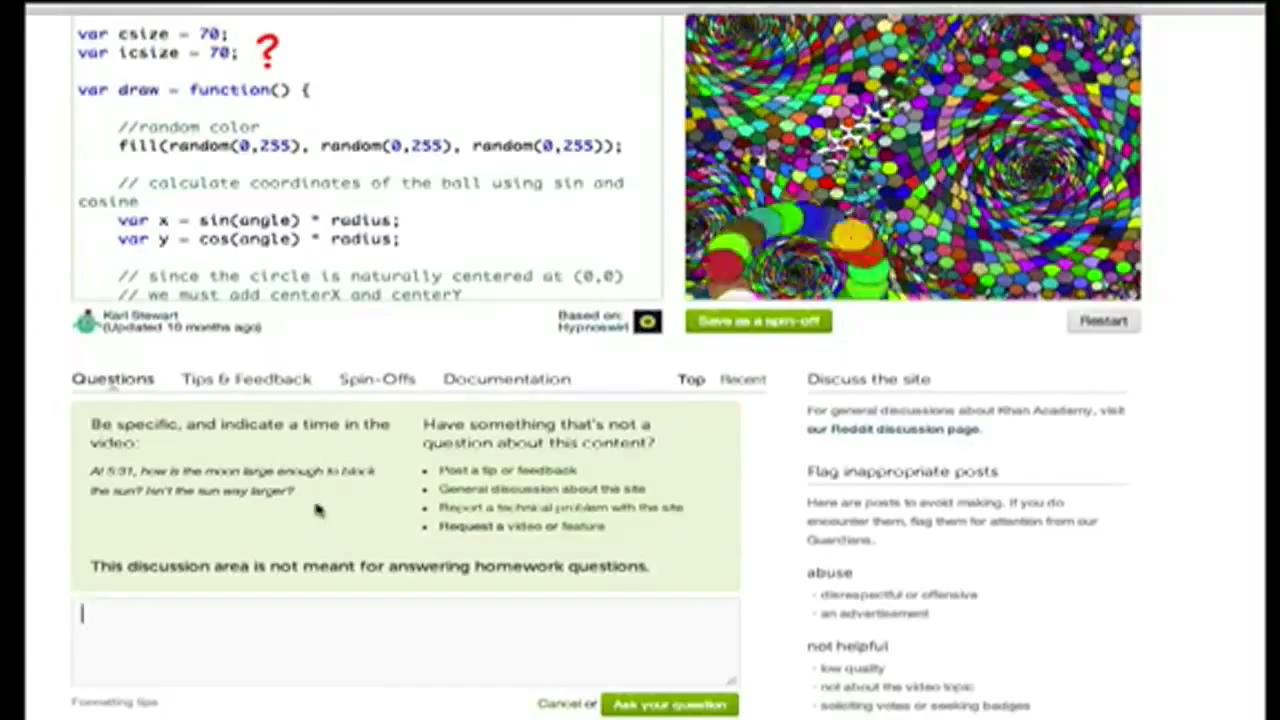 var csize = 70;
var icsize = 70;
?
var draw = function() {
//random color
fill(random(0,255), random(0,255), random(0,255));
// calculate coordinates of the ball using sin and
cosine
var x = sin(angle) * radius;
var y = cos(angle) * radius;
// since the circle is naturally centered at (0,0)
// we must add centerX and centerY
Karl Stewart
(Updated 10 months ago)
Based on:
Hypnoswirl
Save as a spin-off
Restart
Questions Tips & Feedback Spin-Offs Documentation Top Recent
Be specific, and indicate a time in the
video:
At 5:31, how is the moon large enough to block
the sun? Isn't the sun way larger?
Have something that's not a
question about this content?
• Post a tip or feedback
• General discussion about the site
• Report a technical problem with the site
• Request a video or feature
This discussion area is not meant for answering homework questions.
Formatting tips
Cancel or Ask your question
Discuss the site
For general discussions about Khan Academy, visit
our Reddit discussion page.
Flag inappropriate posts
Here are posts to avoid making. If you do
encounter them, flag them for attention from our
Guardians.
abuse
- disrespectful or offensive
- an advertisement
not helpful
- low quality
- not about the video topic
- soliciting votes or seeking badges